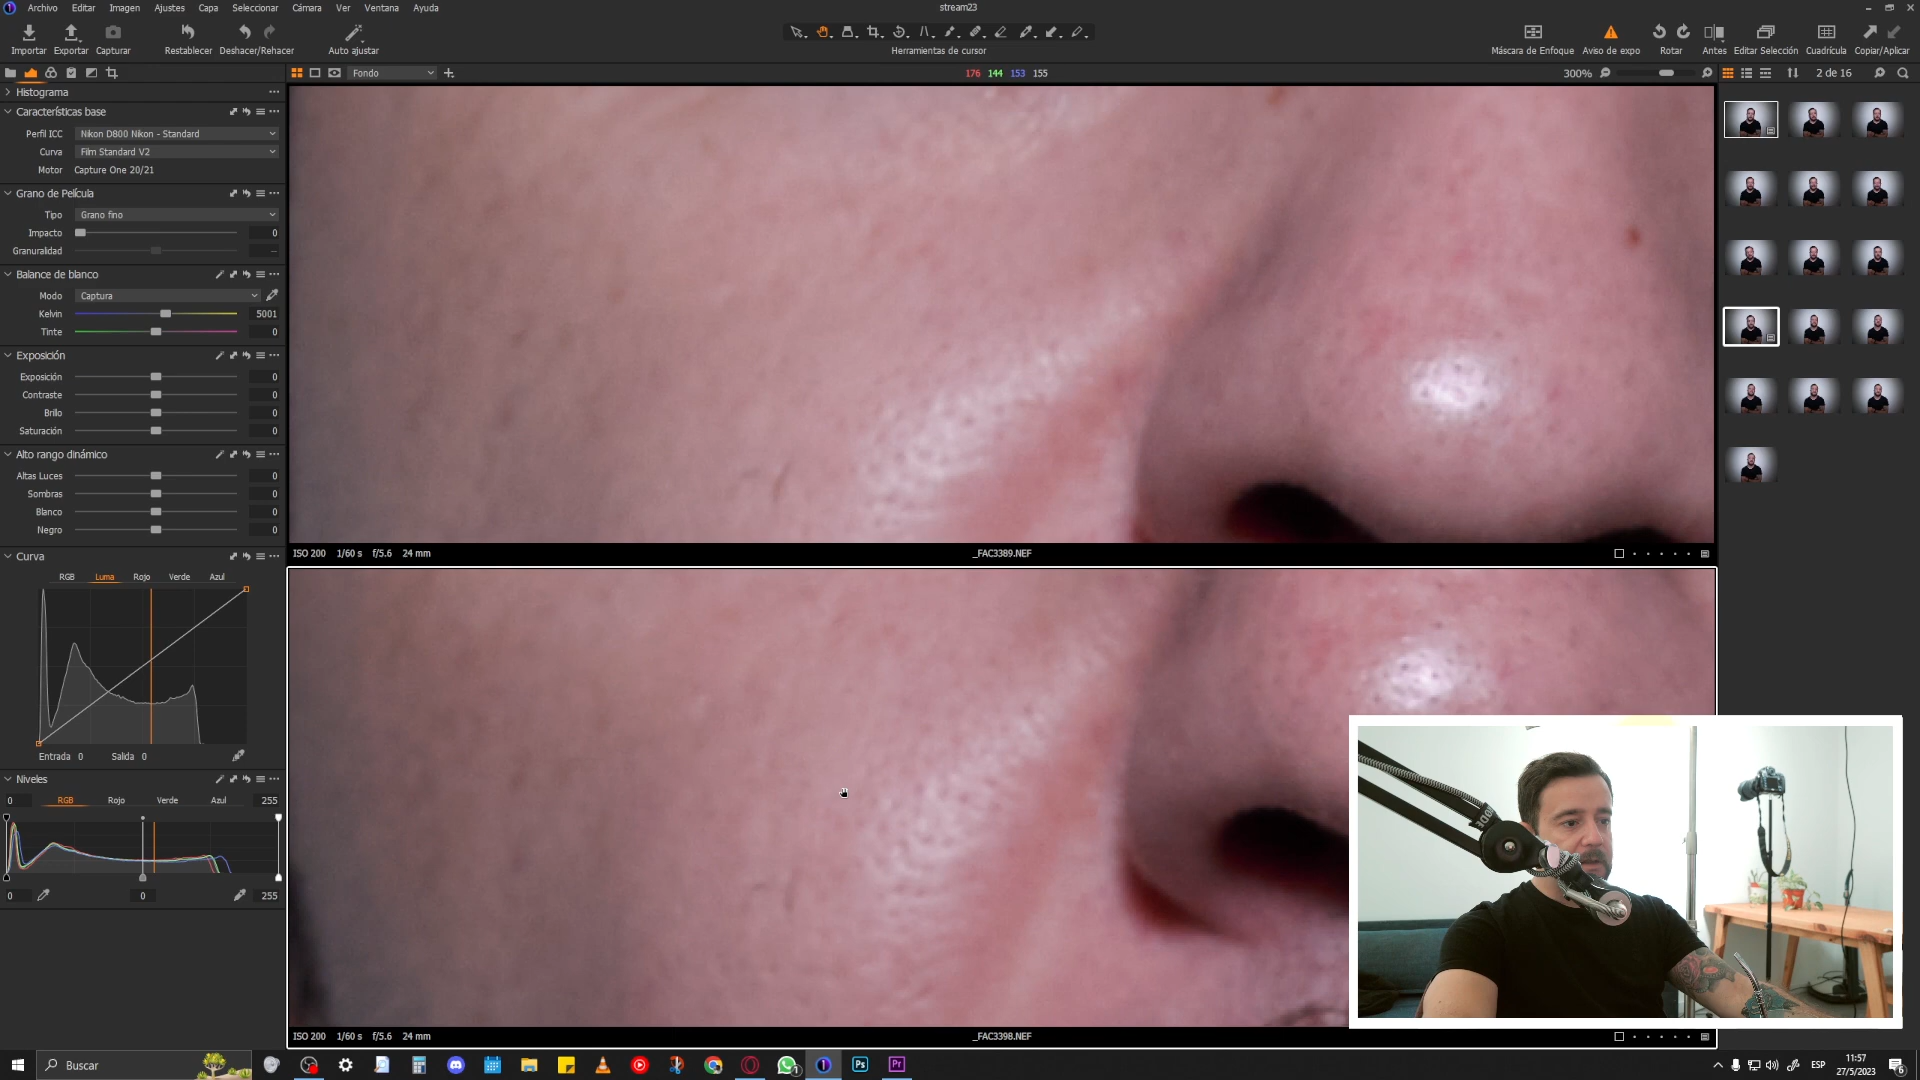 Archivo Editar Imagen Ajustes Capa Seleccionar Cámara Ver Ventana Ayuda
stream23
Importar Exportar Capturar Restablecer Deshacer/Rehacer Auto ajustar
Herramientas de cursor
Máscara de Enfoque Aviso de expo Rotar Antes Editar Selección Cuadrícula Copiar/Aplicar
Fondo
176 144 153 155
300%
2 de 16
Histograma
Características base
Perfil ICC Nikon D800 Nikon - Standard
Curva Film Standard V2
Motor Capture One 20/21
Grano de Película
Tipo Grano fino
Impacto 0
Granuralidad --
Balance de blanco
Modo Captura
Kelvin 5001
Tinte 0
Exposición
Exposición 0
Contraste 0
Brillo 0
Saturación 0
Alto rango dinámico
Altas Luces 0
Sombras 0
Blanco 0
Negro 0
Curva
RGB Luma Rojo Verde Azul
Entrada 0 Salida 0
Niveles
0 RGB Rojo Verde Azul 255
0 0 255
ISO 200 1/60 s f/5.6 24 mm
_FAC3389.NEF
ISO 200 1/60 s f/5.6 24 mm
_FAC3398.NEF
RODE
Buscar
Ps
Pr
ESP
11:57
27/5/2023
6